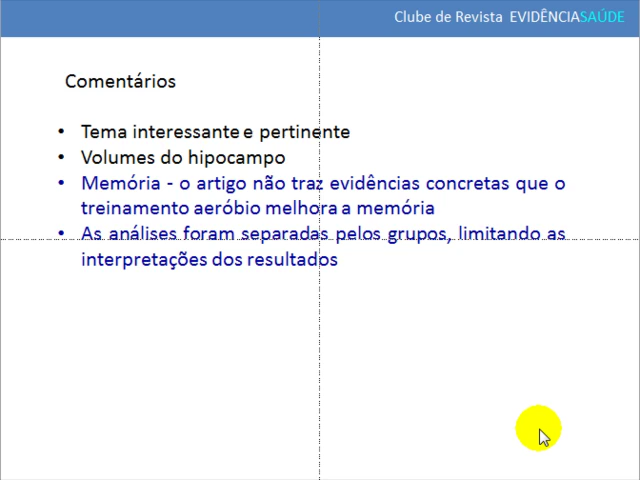 Clube de Revista EVIDÊNCIASAÚDE
Comentários
• Tema interessante e pertinente
• Volumes do hipocampo
• Memória - o artigo não traz evidências concretas que o
treinamento aeróbio melhora a memória
• As análises foram separadas pelos grupos, limitando as
interpretações dos resultados